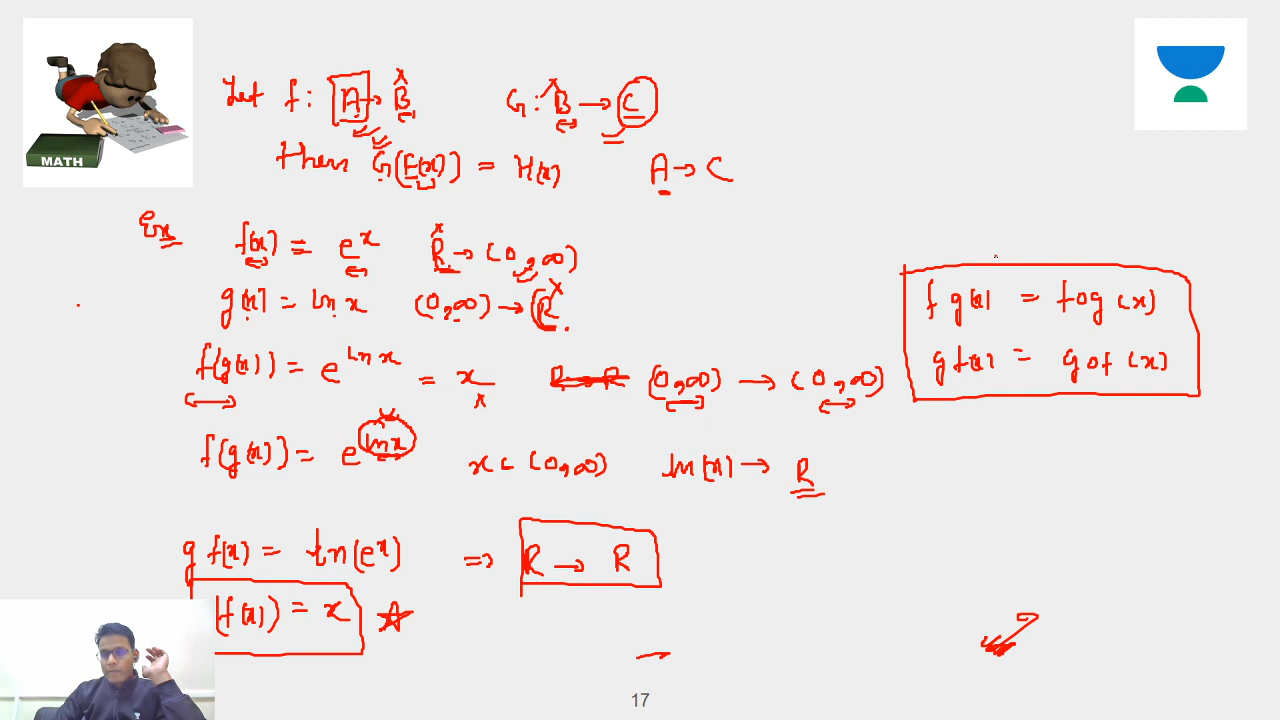 Let f: A → B G: B → C
then G(F(x)) = H(x) A → C
Ex f(x) = e^x R → (0,∞)
g(x) = ln x (0,∞) → R
f(g(x)) = e^ln x = x (0,∞) → (0,∞)
f(g(x)) = e^ln x x ∈ (0,∞) ln(x) → R
g f(x) = ln(e^x) ⇒ R → R
(f(x)) = x
f g(x) = fog(x)
g f(x) = gof(x)
MATH
17